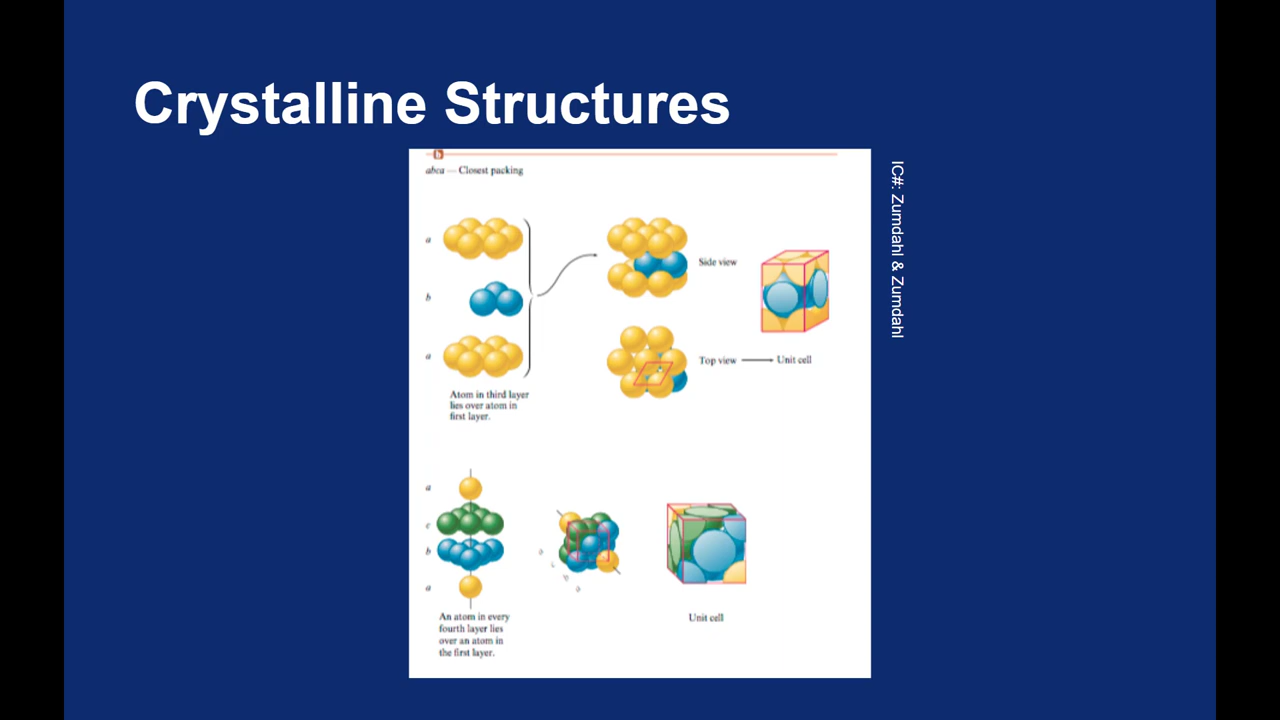 Crystalline Structures
b
abca — Closest packing
a
b
a
Side view
Top view
Unit cell
Atom in third layer
lies over atom in
first layer.
a
c
b
a
a
c
b
a
Unit cell
An atom in every
fourth layer lies
over an atom in
the first layer.
IC#: Zumdahl & Zumdahl